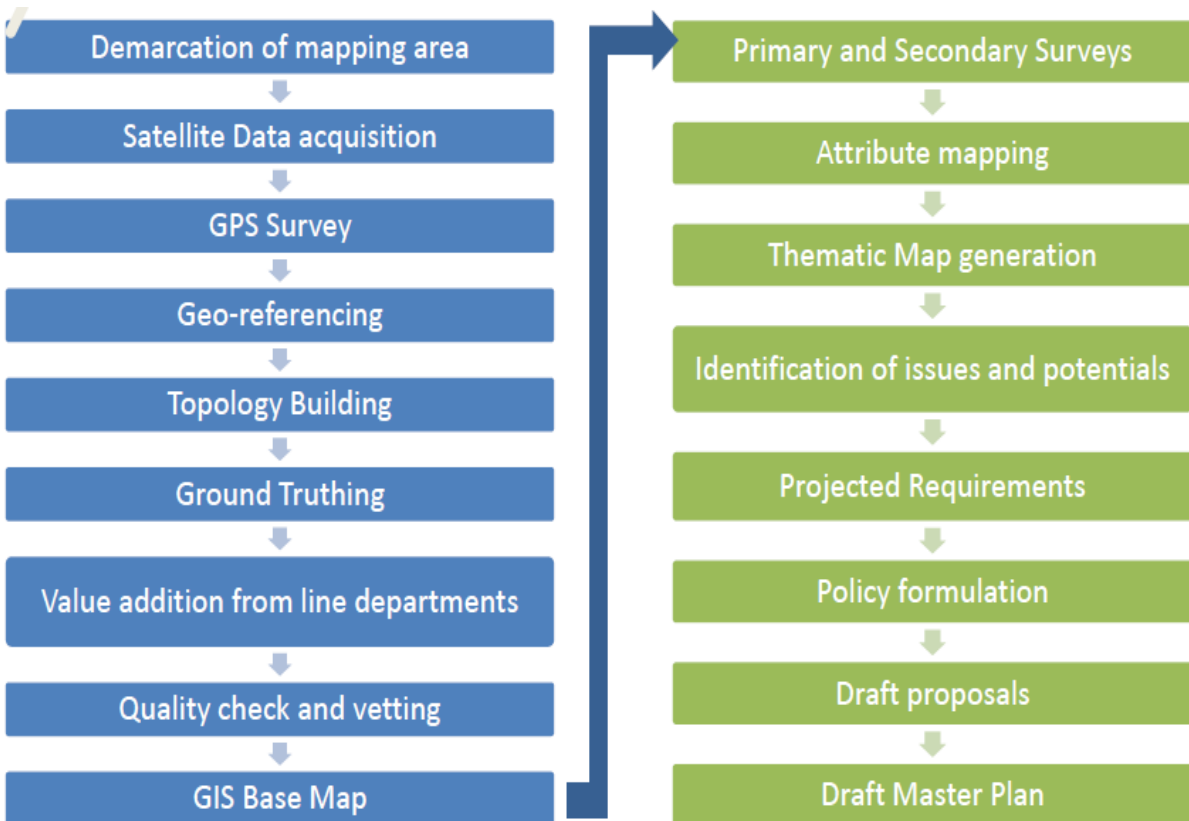 Demarcation of mapping area
Satellite Data acquisition
GPS Survey
Geo-referencing
Topology Building
Ground Truthing
Value addition from line departments
Quality check and vetting
GIS Base Map
Primary and Secondary Surveys
Attribute mapping
Thematic Map generation
Identification of issues and potentials
Projected Requirements
Policy formulation
Draft proposals
Draft Master Plan